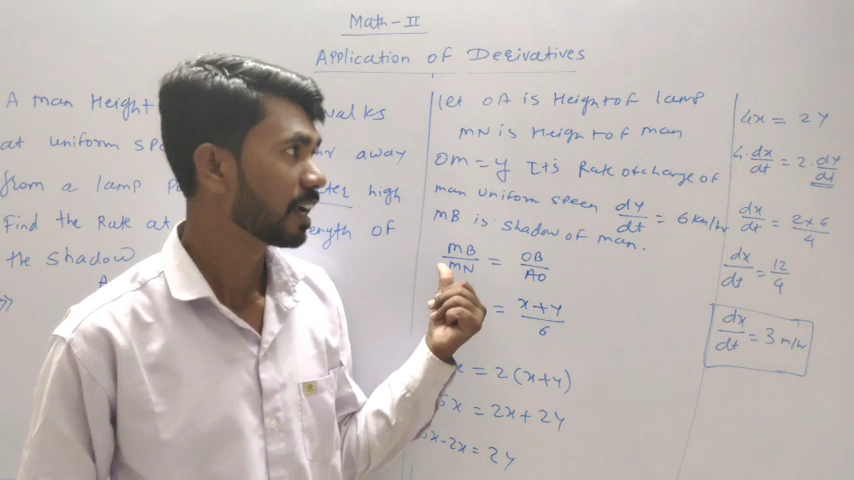 Math-II
Application of Derivatives
A man Height walks
at uniform away
from a lamp high
Find the Rate at of
the shadow
A
⇒
Let OA is Height of lamp
MN is Height of man
OM = y It's Rate of change of
man uniform speen dy/dt = 6 km/hr
MB is shadow of man.
MB/MN = OB/AO
= x+y/6
x = 2(x+y)
6x = 2x + 2y
6x-2x = 2y
4x = 2y
4·dx/dt = 2·dy/dt
dx/dt = 2×6/4
dx/dt = 12/4
dx/dt = 3 m/hr